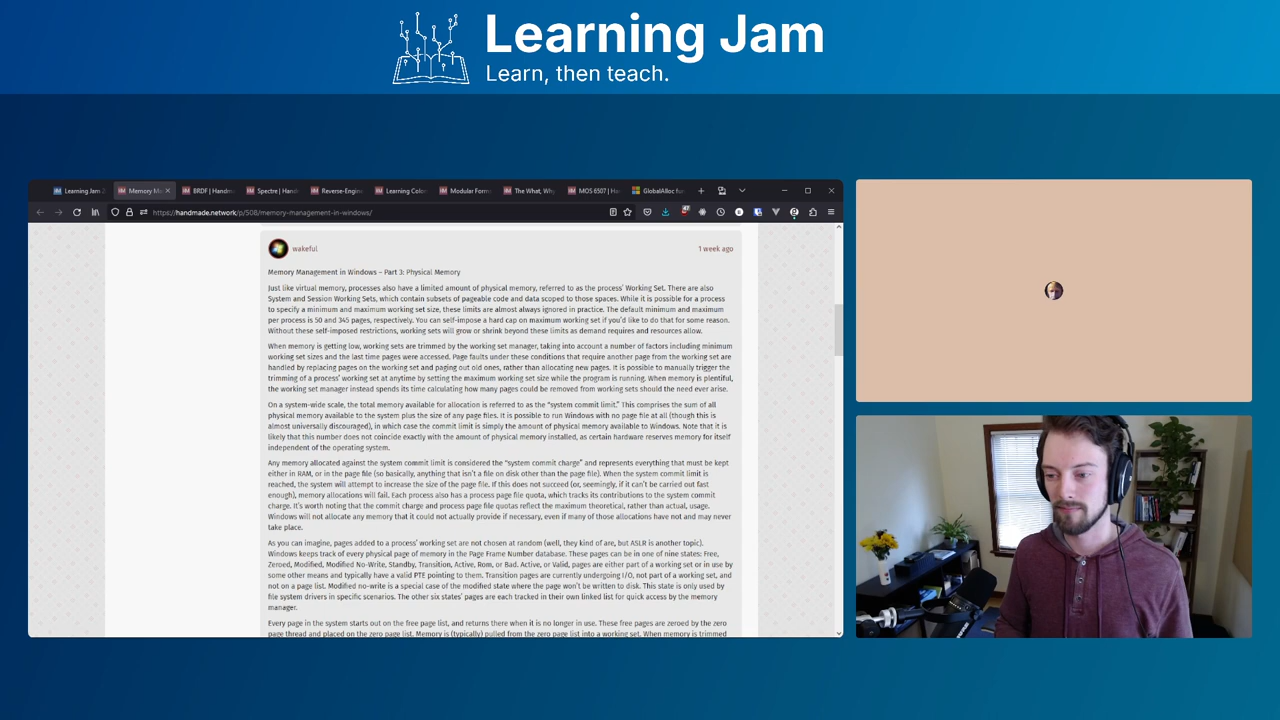 Learning Jam
Learn, then teach.
Learning Jam
Memory M
BRDF | Handm
Spectre | Hand
Reverse-Engin
Learning Colo
Modular Form
The What, Wh
MOS 6507 | Ha
GlobalAlloc fu
https://handmade.network/p/508/memory-management-in-windows/
47
wakeful
1 week ago
Memory Management in Windows – Part 3: Physical Memory
Just like virtual memory, processes also have a limited amount of physical memory, referred to as the process' Working Set. There are also
System and Session Working Sets, which contain subsets of pageable code and data scoped to those spaces. While it is possible for a process
to specify a minimum and maximum working set size, these limits are almost always ignored in practice. The default minimum and maximum
per process is 50 and 345 pages, respectively. You can self-impose a hard cap on maximum working set if you'd like to do that for some reason.
Without these self-imposed restrictions, working sets will grow or shrink beyond these limits as demand requires and resources allow.
When memory is getting low, working sets are trimmed by the working set manager, taking into account a number of factors including minimum
working set sizes and the last time pages were accessed. Page faults under these conditions that require another page from the working set are
handled by replacing pages on the working set and paging out old ones, rather than allocating new pages. It is possible to manually trigger the
trimming of a process' working set at anytime by setting the maximum working set size while the program is running. When memory is plentiful,
the working set manager instead spends its time calculating how many pages could be removed from working sets should the need ever arise.
On a system-wide scale, the total memory available for allocation is referred to as the "system commit limit." This comprises the sum of all
physical memory available to the system plus the size of any page files. It is possible to run Windows with no page file at all (though this is
almost universally discouraged), in which case the commit limit is simply the amount of physical memory available to Windows. Note that it is
likely that this number does not coincide exactly with the amount of physical memory installed, as certain hardware reserves memory for itself
independent of the operating system.
Any memory allocated against the system commit limit is considered the "system commit charge" and represents everything that must be kept
either in RAM, or in the page file (so basically, anything that isn't a file on disk other than the page file). When the system commit limit is
reached, the system will attempt to increase the size of the page file. If this does not succeed (or, seemingly, if it can't be carried out fast
enough), memory allocations will fail. Each process also has a process page file quota, which tracks its contributions to the system commit
charge. It's worth noting that the commit charge and process page file quotas reflect the maximum theoretical, rather than actual, usage.
Windows will not allocate any memory that it could not actually provide if necessary, even if many of those allocations have not and may never
take place.
As you can imagine, pages added to a process' working set are not chosen at random (well, they kind of are, but ASLR is another topic).
Windows keeps track of every physical page of memory in the Page Frame Number database. These pages can be in one of nine states: Free,
Zeroed, Modified, Modified No-Write, Standby, Transition, Active, Rom, or Bad. Active, or Valid, pages are either part of a working set or in use by
some other means and typically have a valid PTE pointing to them. Transition pages are currently undergoing I/O, not part of a working set, and
not on a page list. Modified no-write is a special case of the modified state where the page won't be written to disk. This state is only used by
file system drivers in specific scenarios. The other six states' pages are each tracked in their own linked list for quick access by the memory
manager.
Every page in the system starts out on the free page list, and returns there when it is no longer in use. These free pages are zeroed by the zero
page thread and placed on the zero page list. Memory is (typically) pulled from the zero page list into a working set. When memory is trimmed